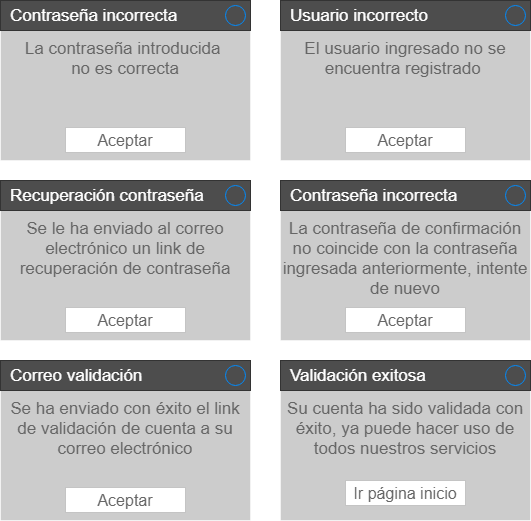 Contraseña incorrecta
La contraseña introducida
no es correcta
Aceptar
Usuario incorrecto
El usuario ingresado no se
encuentra registrado
Aceptar
Recuperación contraseña
Se le ha enviado al correo
electrónico un link de
recuperación de contraseña
Aceptar
Contraseña incorrecta
La contraseña de confirmación
no coincide con la contraseña
ingresada anteriormente, intente
de nuevo
Aceptar
Correo validación
Se ha enviado con éxito el link
de validación de cuenta a su
correo electrónico
Aceptar
Validación exitosa
Su cuenta ha sido validada con
éxito, ya puede hacer uso de
todos nuestros servicios
Ir página inicio